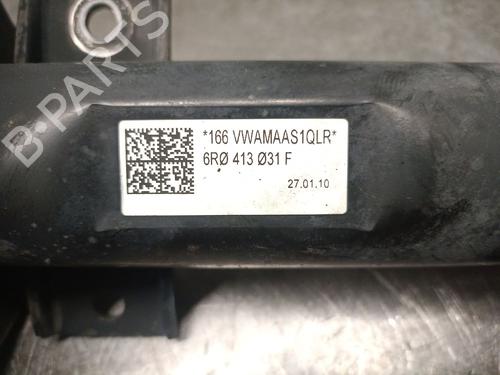 *166 VWAMAAS1QLR*
6RØ 413 Ø31 F
27.01.10
B-PARTS